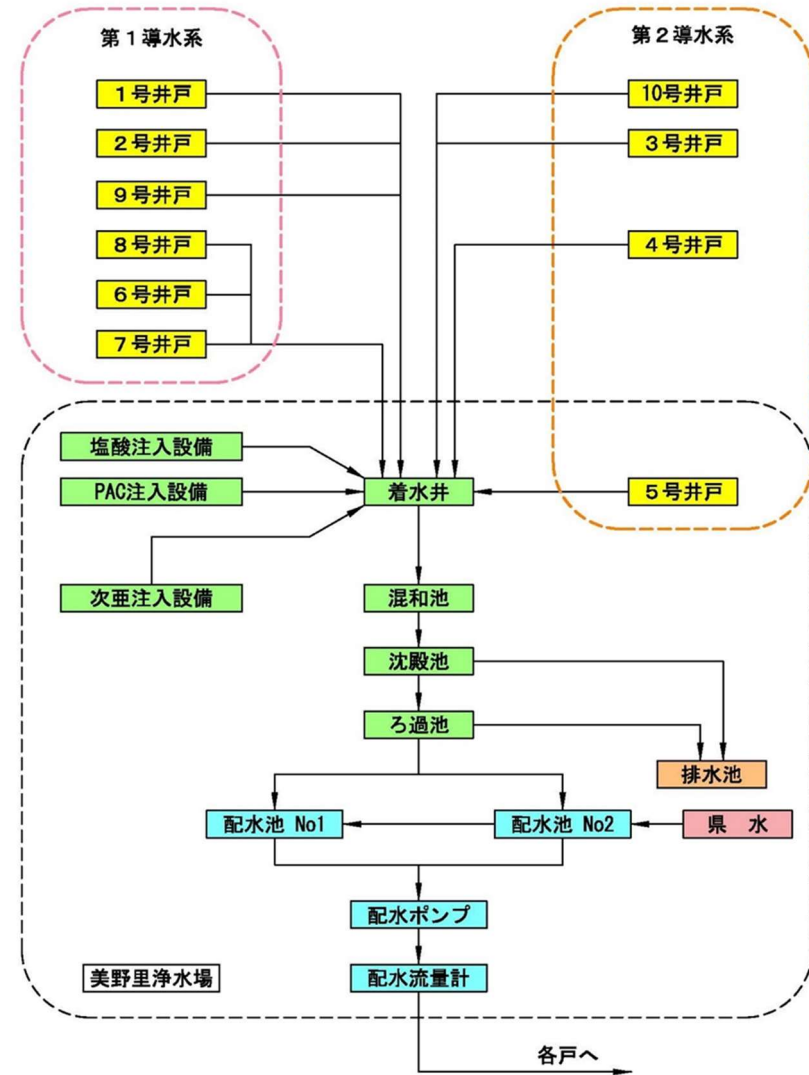 第１導水系
第２導水系
１号井戸
２号井戸
９号井戸
８号井戸
６号井戸
７号井戸
10号井戸
３号井戸
４号井戸
５号井戸
塩酸注入設備
PAC注入設備
次亜注入設備
着水井
混和池
沈殿池
ろ過池
排水池
配水池 No1
配水池 No2
県　水
配水ポンプ
配水流量計
美野里浄水場
各戸へ